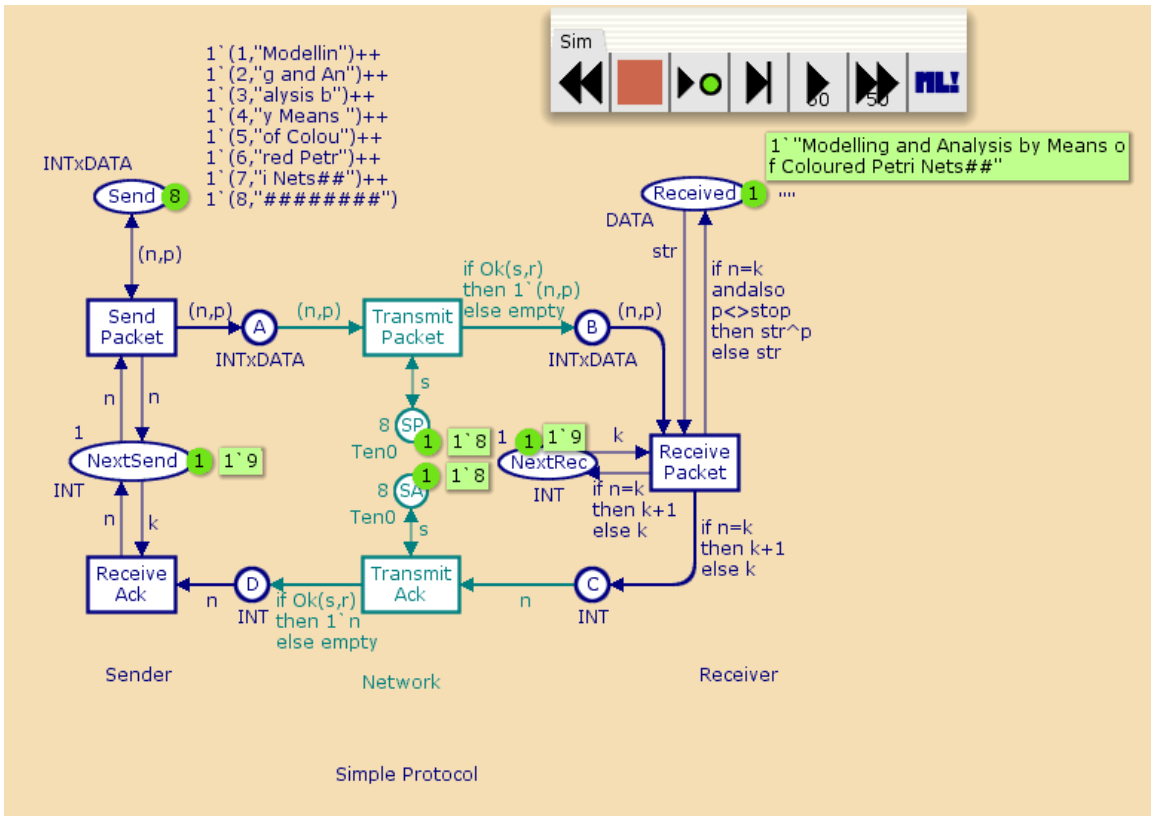 Sim
50
50
ML!
1`(1,"Modellin")++
1`(2,"g and An")++
1`(3,"alysis b")++
1`(4,"y Means ")++
1`(5,"of Colou")++
1`(6,"red Petr")++
1`(7,"i Nets##")++
1`(8,"########")
1`"Modelling and Analysis by Means o
f Coloured Petri Nets##"
INTxDATA
Send
8
Received
1
""
DATA
(n,p)
str
if n=k
andalso
p<>stop
then str^p
else str
if Ok(s,r)
then 1`(n,p)
else empty
Send
Packet
(n,p)
A
INTxDATA
(n,p)
Transmit
Packet
B
INTxDATA
(n,p)
n
n
s
1
NextSend
1
1`9
INT
8
SP
1
1`8
Ten0
8
SA
1
1`8
Ten0
1
NextRec
1
1`9
INT
k
if n=k
then k+1
else k
Receive
Packet
if n=k
then k+1
else k
n
k
s
Receive
Ack
n
D
INT
if Ok(s,r)
then 1`n
else empty
Transmit
Ack
n
C
INT
Sender
Network
Receiver
Simple Protocol